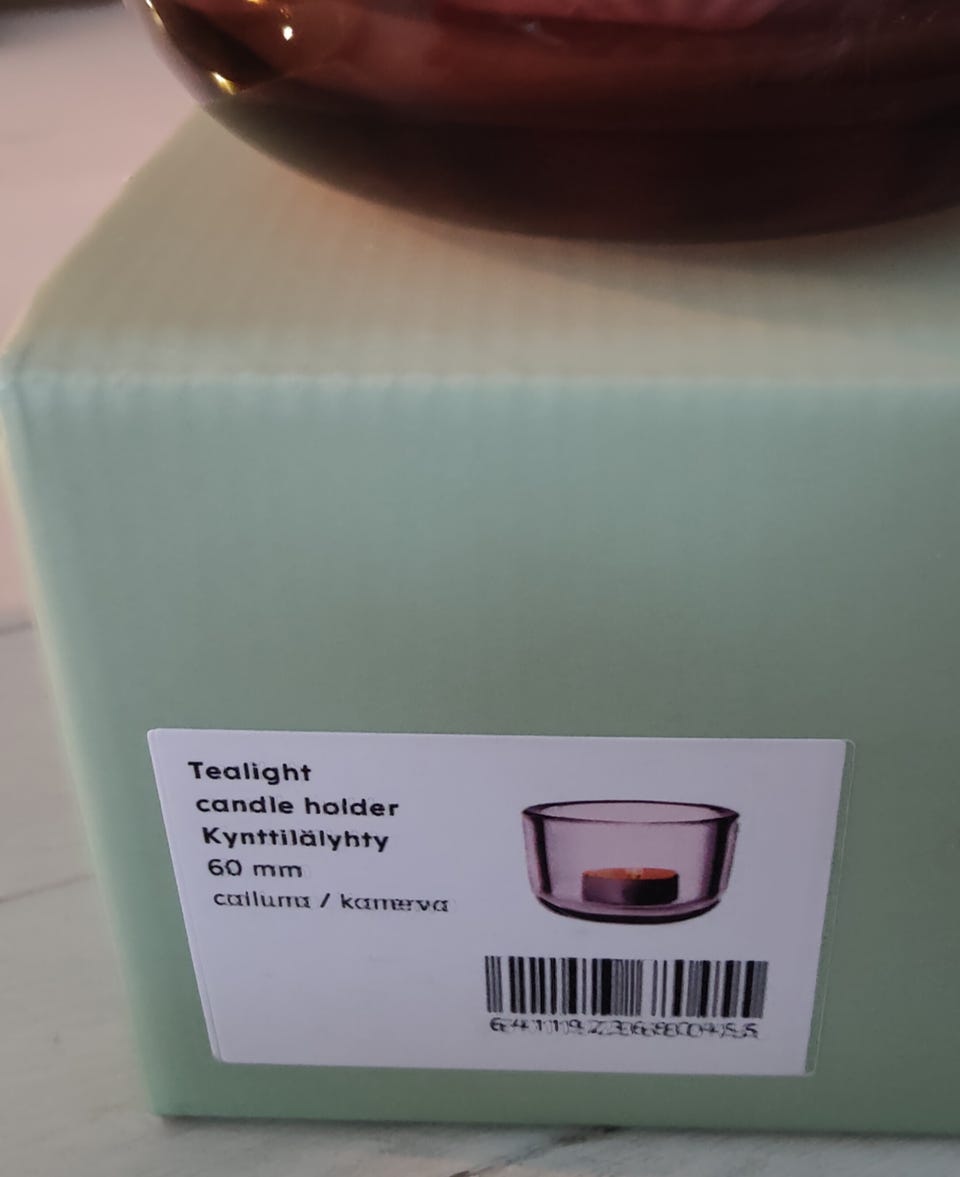 Tealight
candle holder
Kynttilälyhty
60 mm
calluna / kanerva